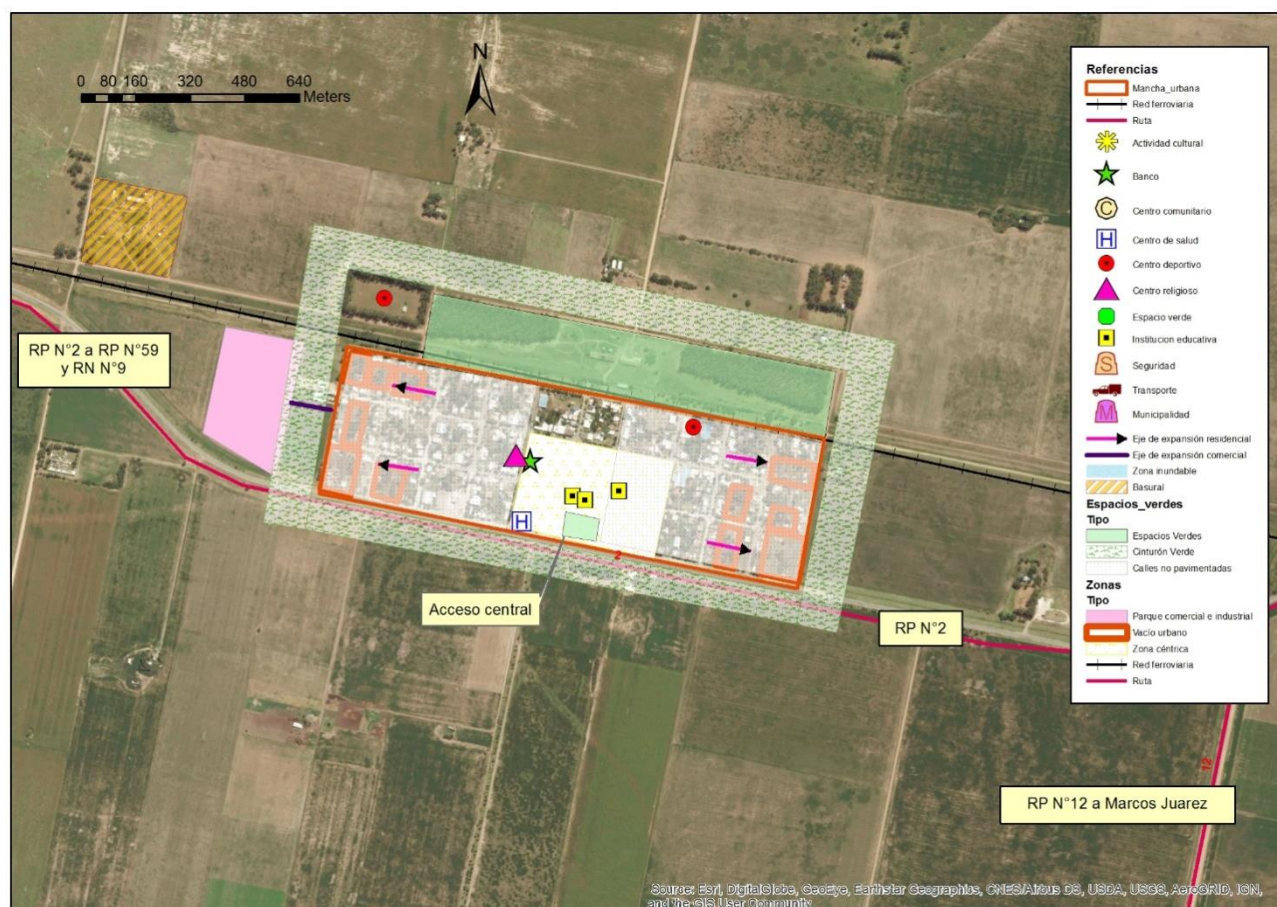 N
0 80 160 320 480 640
Meters
Referencias
Mancha_urbana
Red ferroviaria
Ruta
Actividad cultural
Banco
C
Centro comunitario
H
Centro de salud
Centro deportivo
Centro religioso
Espacio verde
Institucion educativa
S
Seguridad
Transporte
M
Municipalidad
Eje de expansión residencial
Eje de expansión comercial
Zona inundable
Basural
Espacios_verdes
Tipo
Espacios Verdes
Cinturón Verde
Calles no pavimentadas
Zonas
Tipo
Parque comercial e industrial
Vacío urbano
Zona céntrica
Red ferroviaria
Ruta
RP N°2 a RP N°59
y RN N°9
H
2
Acceso central
RP N°2
12
RP N°12 a Marcos Juarez
Source: Esri, DigitalGlobe, GeoEye, Earthstar Geographics, CNES/Airbus DS, USDA, USGS, AeroGRID, IGN,
and the GIS User Community